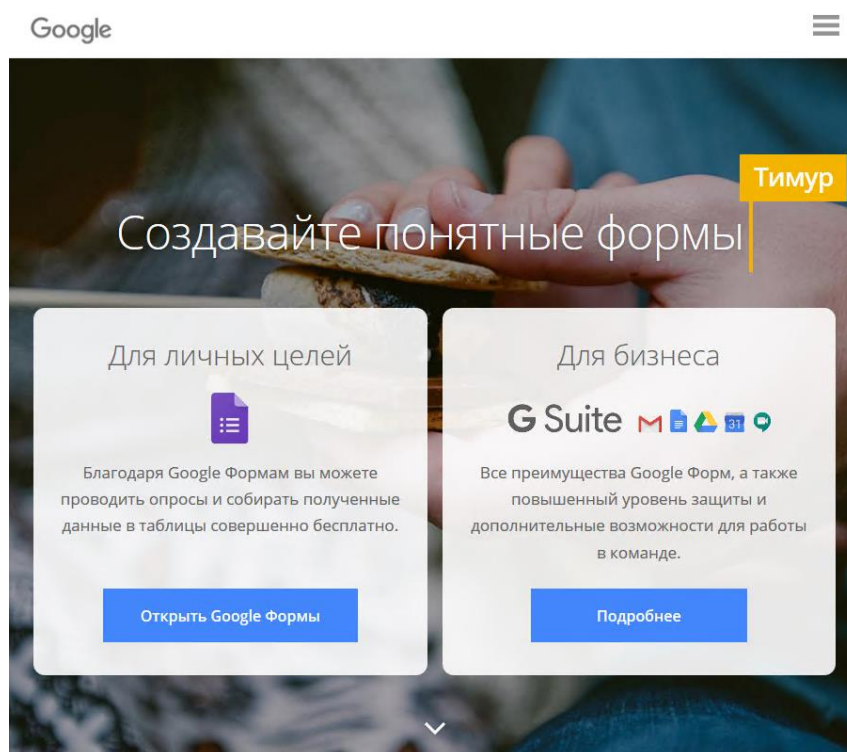 Google
Тимур
Создавайте понятные формы
Для личных целей
Благодаря Google Формам вы можете
проводить опросы и собирать полученные
данные в таблицы совершенно бесплатно.
Открыть Google Формы
Для бизнеса
G Suite
31
Все преимущества Google Форм, а также
повышенный уровень защиты и
дополнительные возможности для работы
в команде.
Подробнее